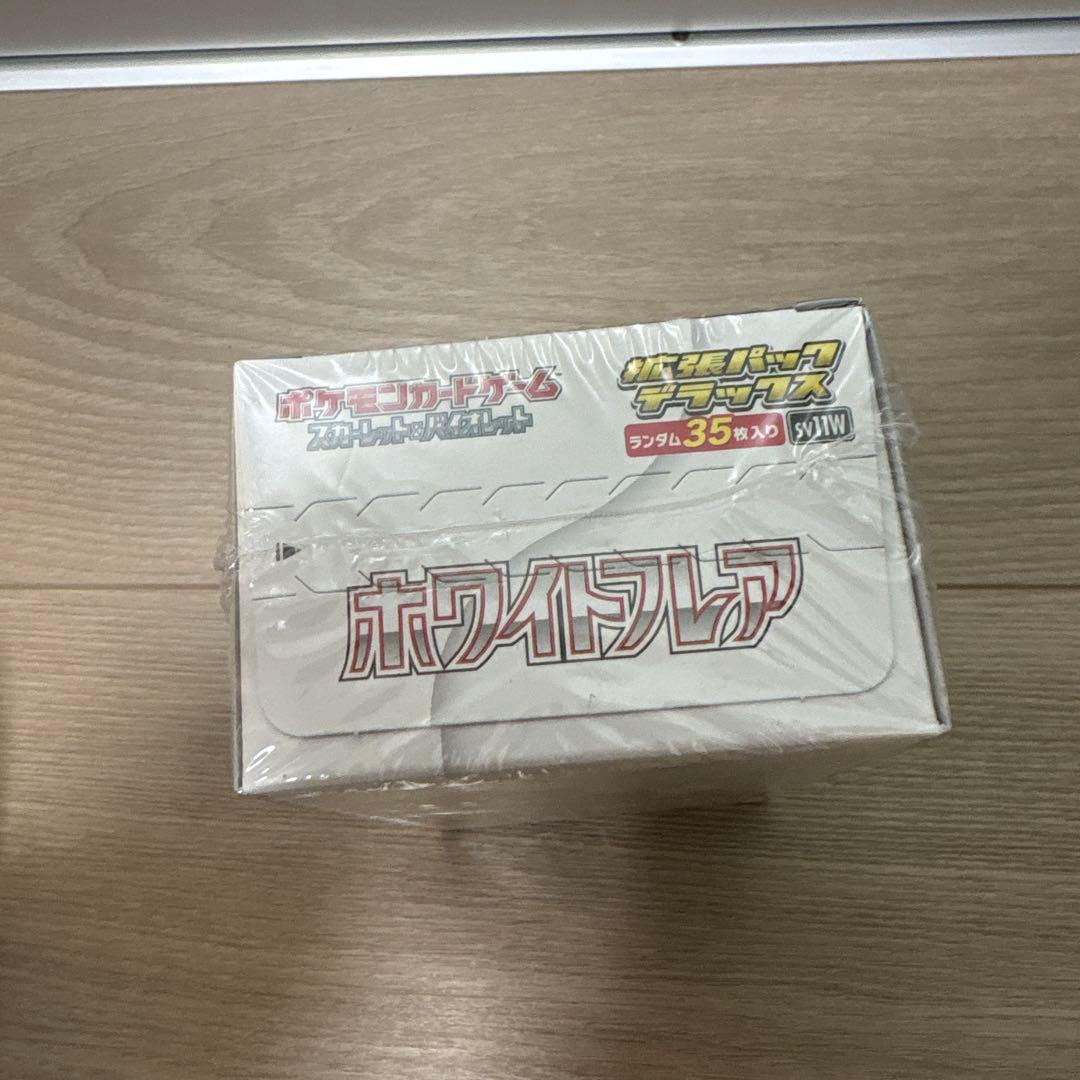 ポケモンカードゲーム
スカーレット&バイオレット
拡張パック
デラックス
ランダム35枚入り
SV11W
ホワイトフレア